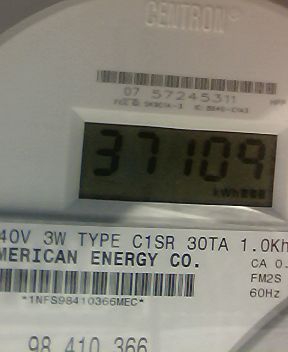 CENTRON®
07 57245311
37109
kWh
40V 3W TYPE C1SR 30TA 1.0Kh
MERICAN ENERGY CO.
CA 0.
FM2S
60Hz
*1NFS98410366MEC*
98 410 366